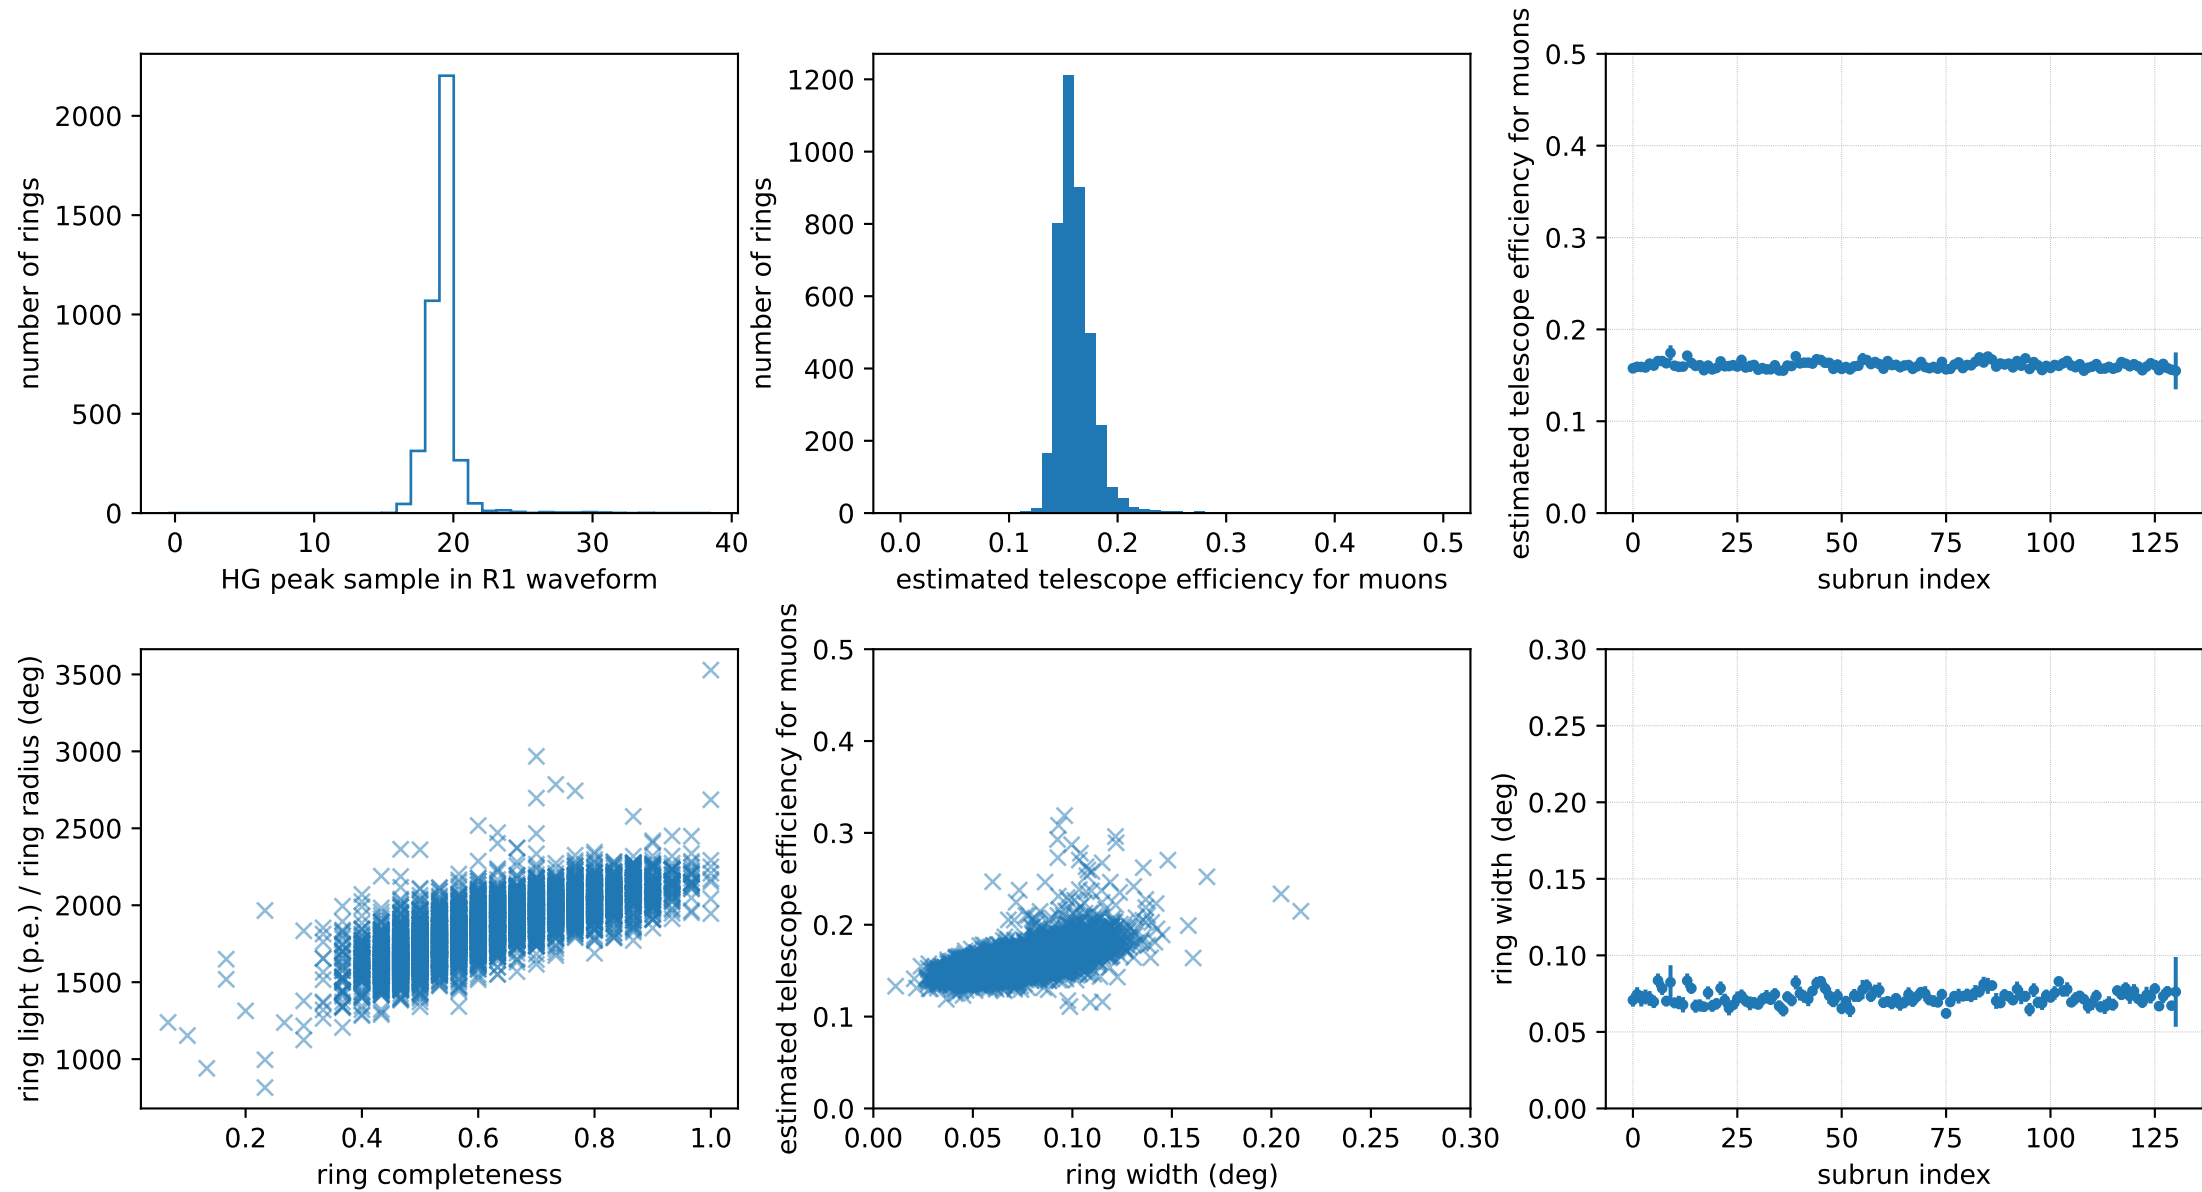 number of rings
2000
1500
1000
500
0
0 10 20 30 40
HG peak sample in R1 waveform
number of rings
1200
1000
800
600
400
200
0
0.0 0.1 0.2 0.3 0.4 0.5
estimated telescope efficiency for muons
estimated telescope efficiency for muons
0.5
0.4
0.3
0.2
0.1
0.0
0 25 50 75 100 125
subrun index
ring light (p.e.) / ring radius (deg)
3500
3000
2500
2000
1500
1000
0.2 0.4 0.6 0.8 1.0
ring completeness
estimated telescope efficiency for muons
0.5
0.4
0.3
0.2
0.1
0.0
0.00 0.05 0.10 0.15 0.20 0.25 0.30
ring width (deg)
ring width (deg)
0.30
0.25
0.20
0.15
0.10
0.05
0.00
0 25 50 75 100 125
subrun index